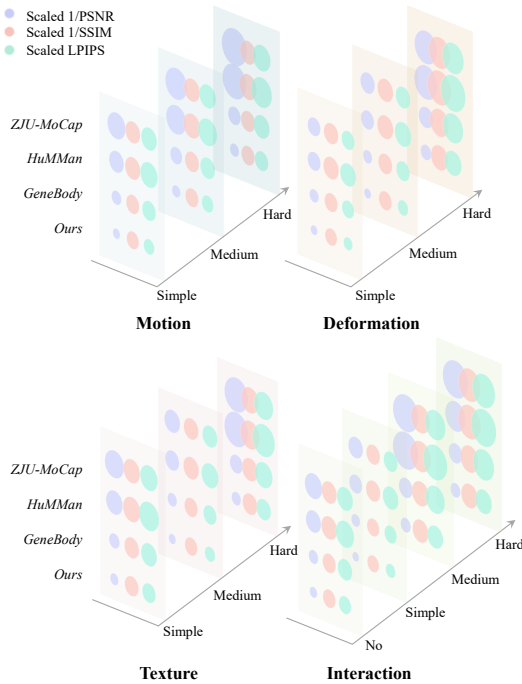 Scaled 1/PSNR
Scaled 1/SSIM
Scaled LPIPS
ZJU-MoCap
HuMMan
GeneBody
Ours
Simple
Medium
Hard
Motion
Simple
Medium
Hard
Deformation
ZJU-MoCap
HuMMan
GeneBody
Ours
Simple
Medium
Hard
Texture
No
Simple
Medium
Hard
Interaction